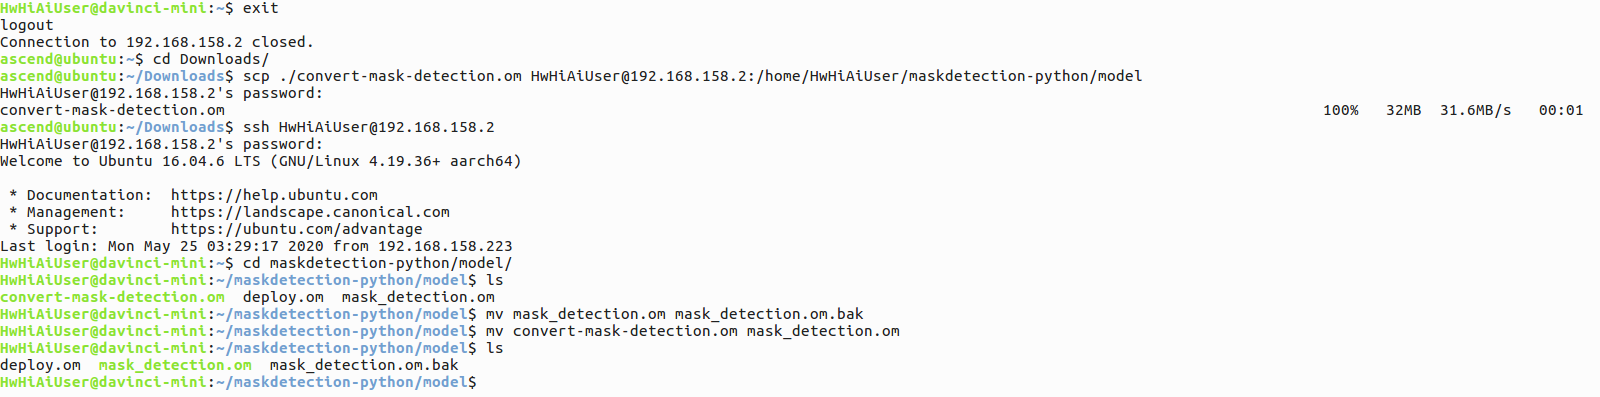 HwHiAiUser@davinci-mini:~$ exit
logout
Connection to 192.168.158.2 closed.
ascend@ubuntu:~$ cd Downloads/
ascend@ubuntu:~/Downloads$ scp ./convert-mask-detection.om HwHiAiUser@192.168.158.2:/home/HwHiAiUser/maskdetection-python/model
HwHiAiUser@192.168.158.2's password:
convert-mask-detection.om 100% 32MB 31.6MB/s 00:01
ascend@ubuntu:~/Downloads$ ssh HwHiAiUser@192.168.158.2
HwHiAiUser@192.168.158.2's password:
Welcome to Ubuntu 16.04.6 LTS (GNU/Linux 4.19.36+ aarch64)
* Documentation: https://help.ubuntu.com
* Management: https://landscape.canonical.com
* Support: https://ubuntu.com/advantage
Last login: Mon May 25 03:29:17 2020 from 192.168.158.223
HwHiAiUser@davinci-mini:~$ cd maskdetection-python/model/
HwHiAiUser@davinci-mini:~/maskdetection-python/model$ ls
convert-mask-detection.om deploy.om mask_detection.om
HwHiAiUser@davinci-mini:~/maskdetection-python/model$ mv mask_detection.om mask_detection.om.bak
HwHiAiUser@davinci-mini:~/maskdetection-python/model$ mv convert-mask-detection.om mask_detection.om
HwHiAiUser@davinci-mini:~/maskdetection-python/model$ ls
deploy.om mask_detection.om mask_detection.om.bak
HwHiAiUser@davinci-mini:~/maskdetection-python/model$